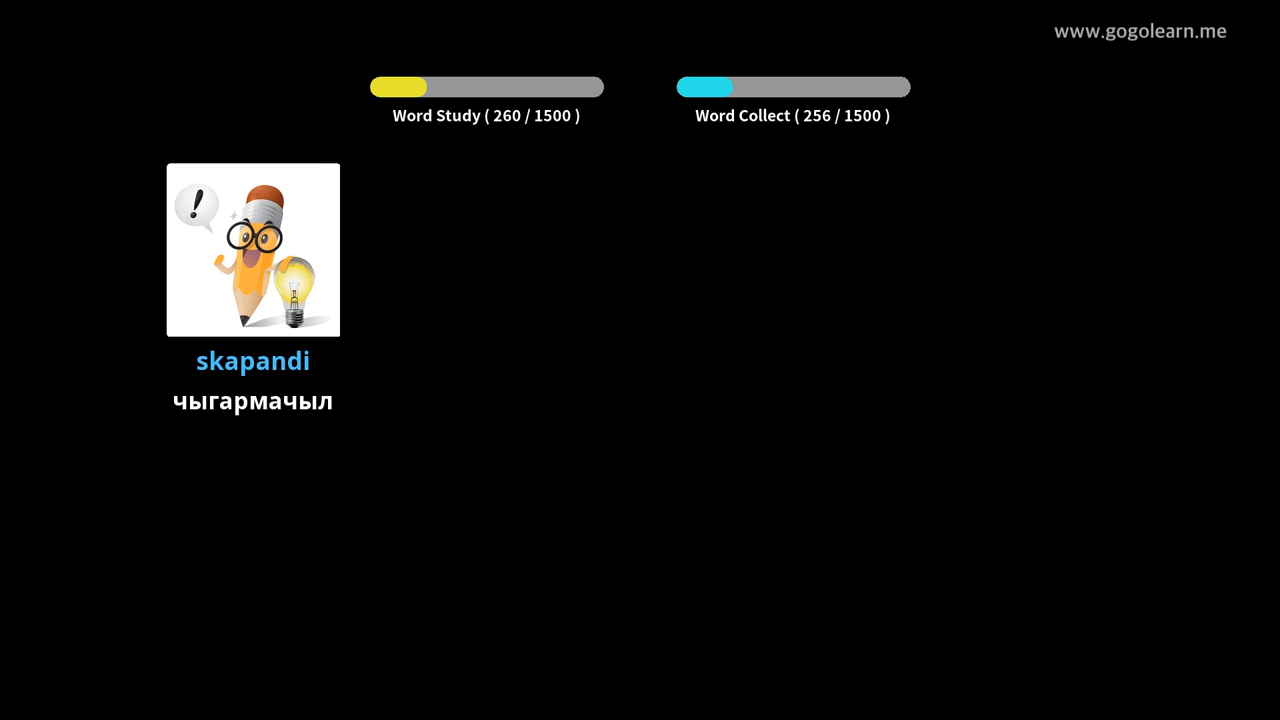 www.gogolearn.me
Word Study ( 260 / 1500 )
Word Collect ( 256 / 1500 )
!
skapandi
чыгармачыл